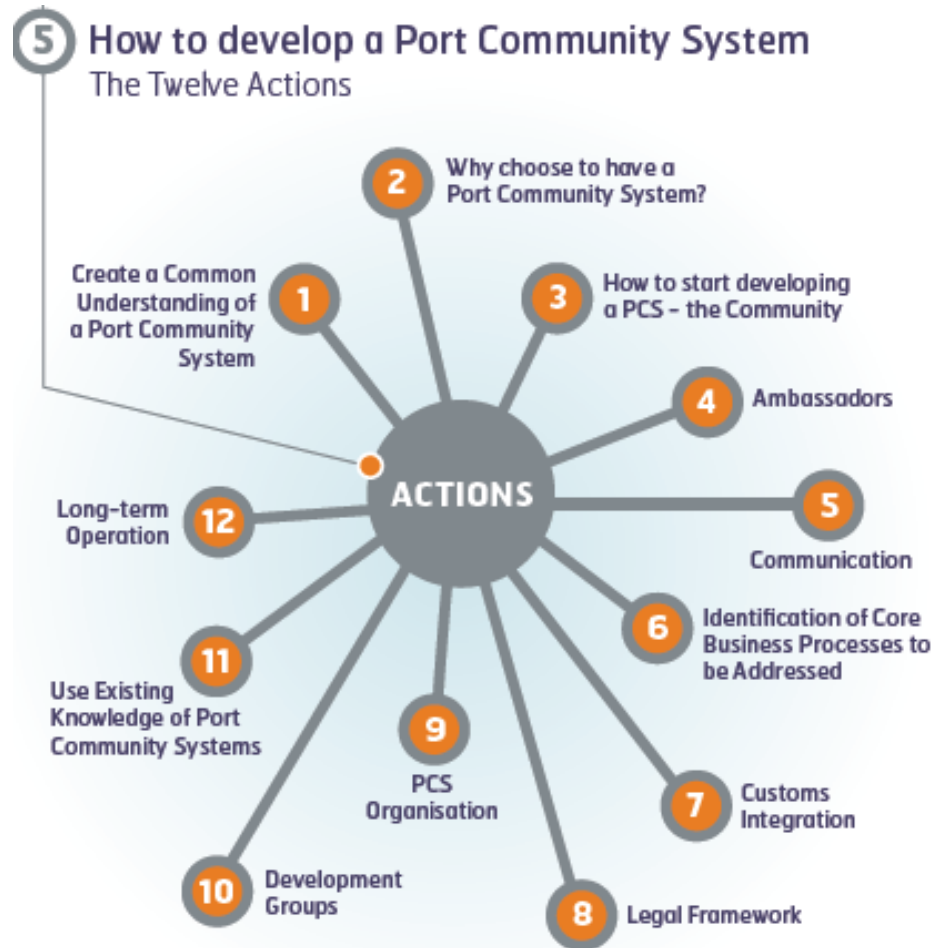 5
How to develop a Port Community System
The Twelve Actions
2
Why choose to have a
Port Community System?
Create a Common
Understanding of
a Port Community
System
1
3
How to start developing
a PCS - the Community
4
Ambassadors
ACTIONS
5
Communication
Long-term
Operation
12
6
Identification of Core
Business Processes to
be Addressed
11
Use Existing
Knowledge of Port
Community Systems
9
PCS
Organisation
7
Customs
Integration
10
Development
Groups
8
Legal Framework